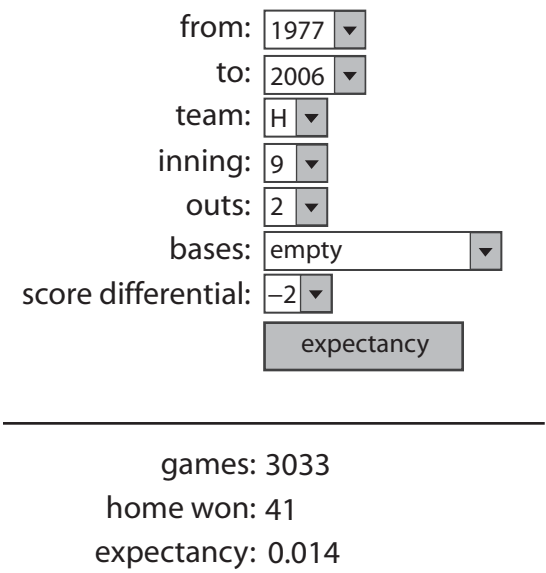 from: 1977
to: 2006
team: H
inning: 9
outs: 2
bases: empty
score differential: −2
expectancy
games: 3033
home won: 41
expectancy: 0.014